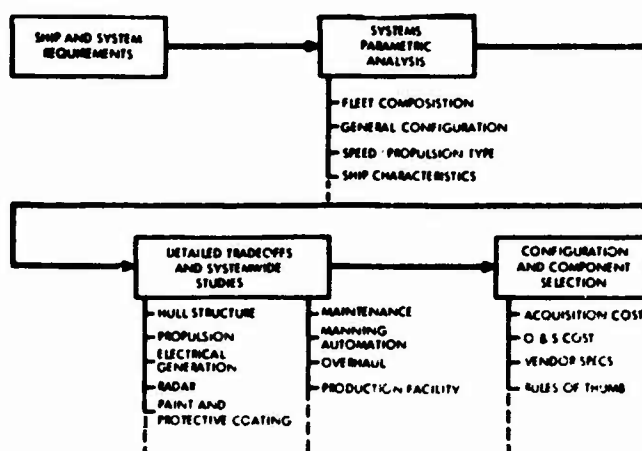 SHIP AND SYSTEM
REQUIREMENTS
SYSTEMS
PARAMETRIC
ANALYSIS
FLEET COMPOSISTION
GENERAL CONFIGURATION
SPEED / PROPULSION TYPE
SHIP CHARACTERISTICS
DETAILED TRADEOFFS
AND SYSTEMWIDE
STUDIES
HULL STRUCTURE
PROPULSION
ELECTRICAL
GENERATION
RADAR
PAINT AND
PROTECTIVE COATING
MAINTENANCE
MANNING
AUTOMATION
OVERHAUL
PRODUCTION FACILITY
CONFIGURATION
AND COMPONENT
SELECTION
ACQUISITION COST
O & S COST
VENDOR SPECS
RULES OF THUMB